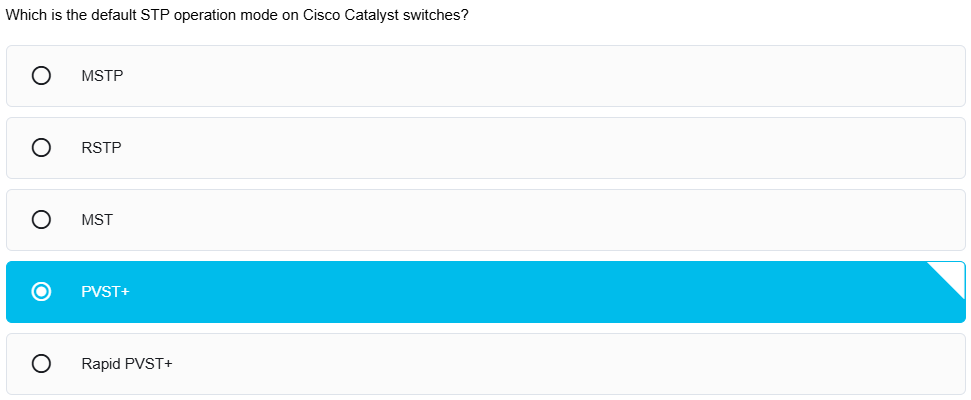 Which is the default STP operation mode on Cisco Catalyst switches?
MSTP
RSTP
MST
PVST+
Rapid PVST+